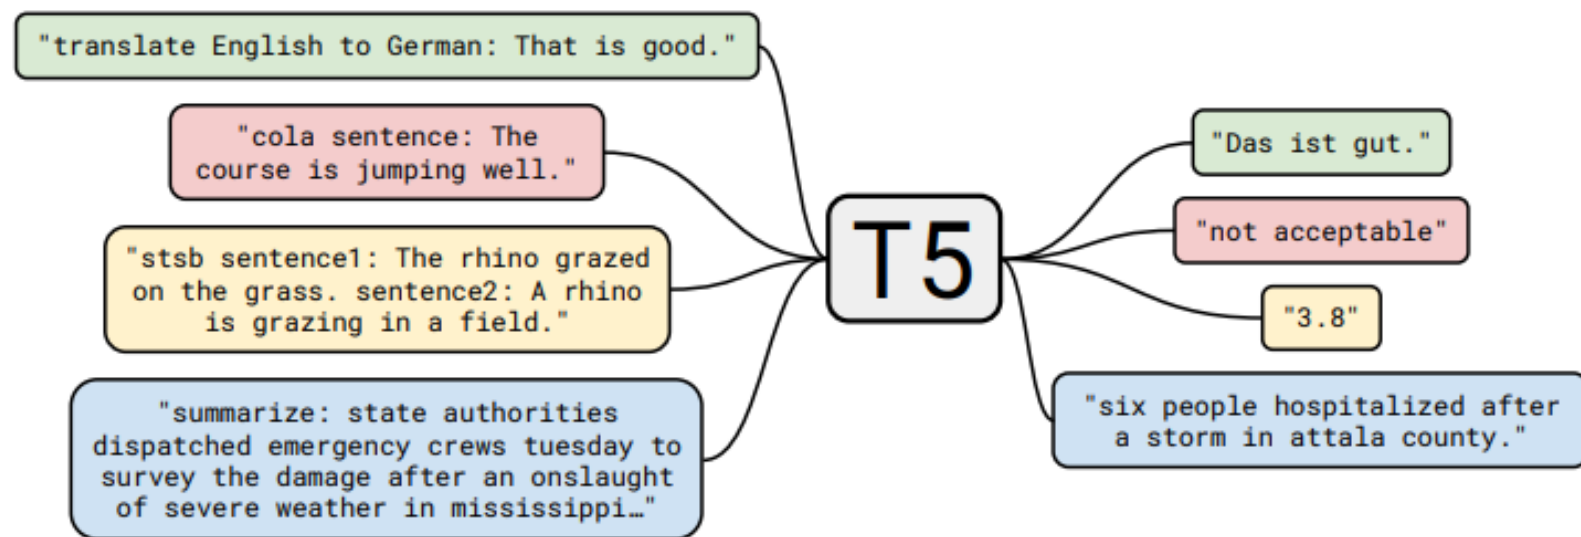 "translate English to German: That is good."
"cola sentence: The
course is jumping well."
"stsb sentence1: The rhino grazed
on the grass. sentence2: A rhino
is grazing in a field."
"summarize: state authorities
dispatched emergency crews tuesday to
survey the damage after an onslaught
of severe weather in mississippi…"
T5
"Das ist gut."
"not acceptable"
"3.8"
"six people hospitalized after
a storm in attala county."